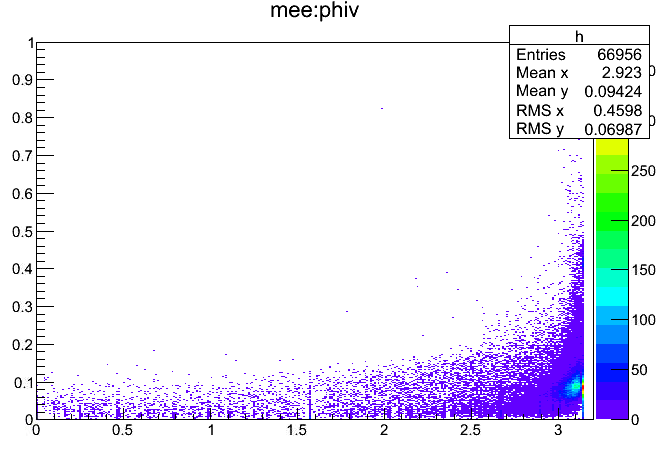 mee:phiv
h
Entries 66956
Mean x 2.923
Mean y 0.09424
RMS x 0.4598
RMS y 0.06987
1
0.9
0.8
0.7
0.6
0.5
0.4
0.3
0.2
0.1
0
0 0.5 1 1.5 2 2.5 3
250
200
150
100
50
0